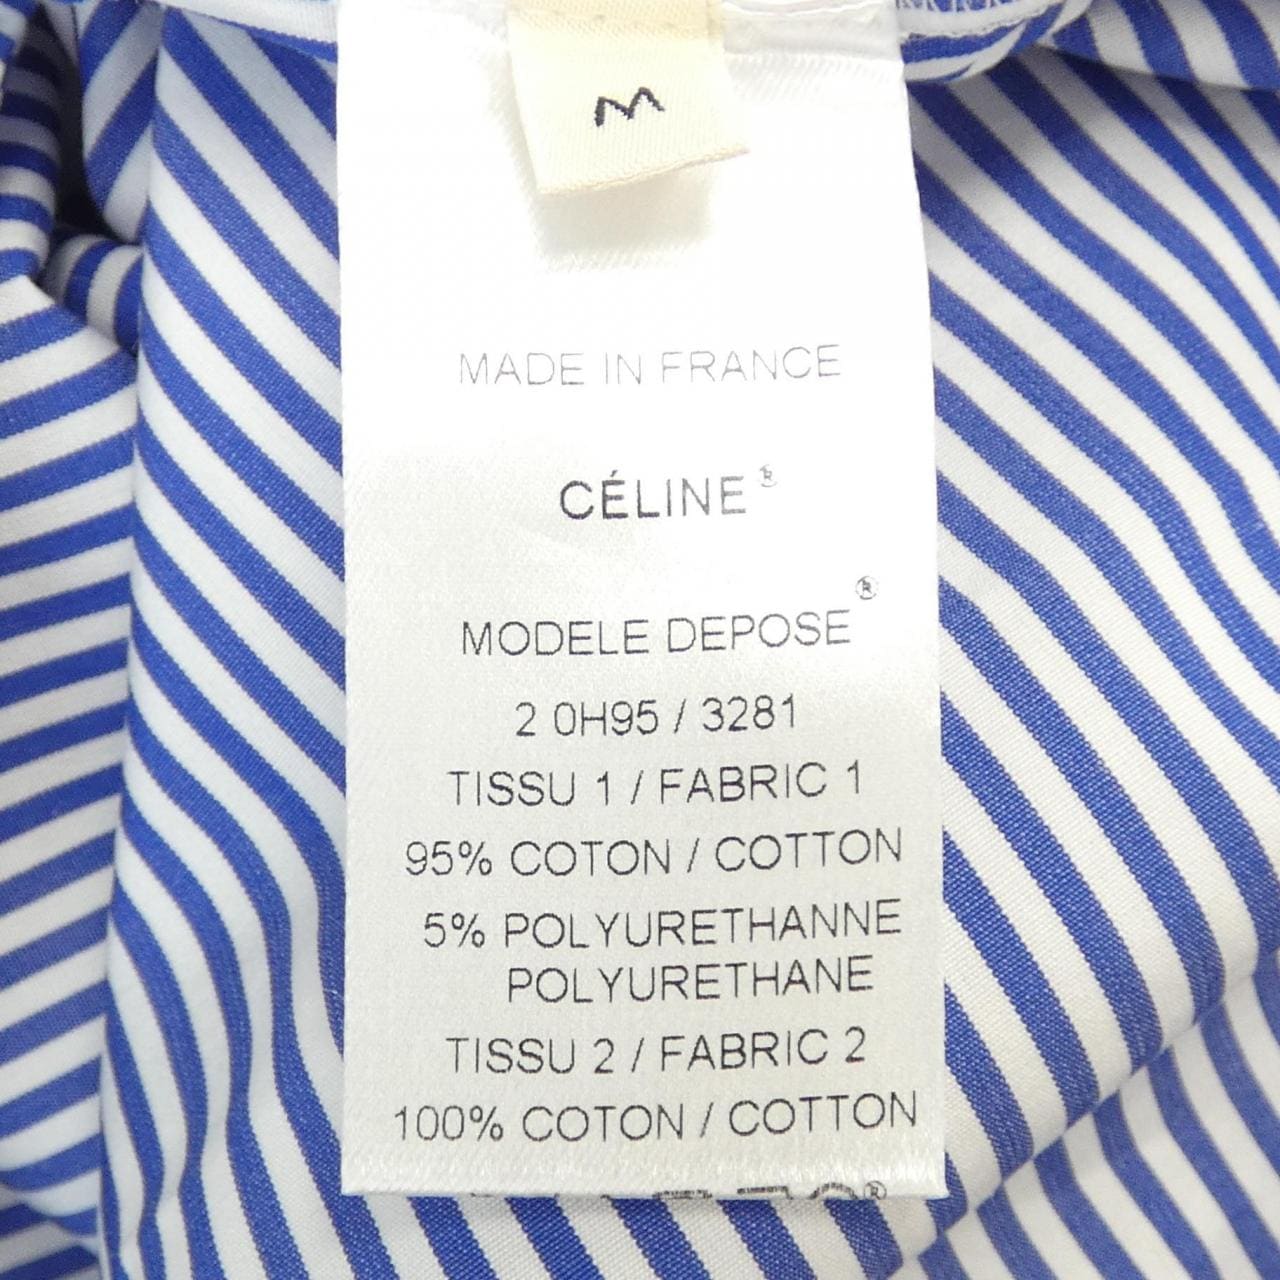 M
MADE IN FRANCE
CÉLINE®
MODELE DEPOSE®
2 0H95 / 3281
TISSU 1 / FABRIC 1
95% COTON / COTTON
5% POLYURETHANNE
POLYURETHANE
TISSU 2 / FABRIC 2
100% COTON / COTTON